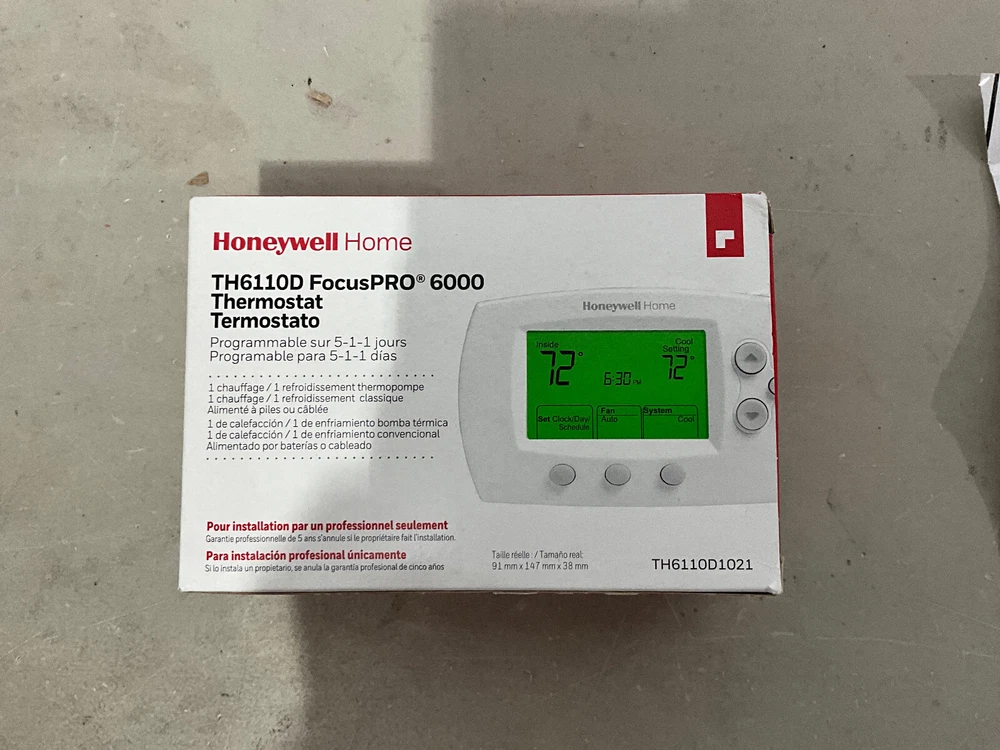 Honeywell Home
TH6110D FocusPRO® 6000
Thermostat
Termostato
Programmable sur 5-1-1 jours
Programable para 5-1-1 días
1 chauffage / 1 refroidissement thermopompe
1 chauffage / 1 refroidissement classique
Alimenté à piles ou câblée
1 de calefacción / 1 de enfriamiento bomba térmica
1 de calefacción / 1 de enfriamiento convencional
Alimentado por baterías o cableado
Honeywell Home
Inside
72°
6:30 PM
Cool
Setting
72°
Set Clock/Day/
Schedule
Fan
Auto
System
Cool
Pour installation par un professionnel seulement
Garantie professionnelle de 5 ans s'annule si le propriétaire fait l'installation.
Para instalación profesional únicamente
Si lo instala un propietario, se anula la garantía profesional de cinco años
Taille réelle / Tamaño real:
91 mm x 147 mm x 38 mm
TH6110D1021